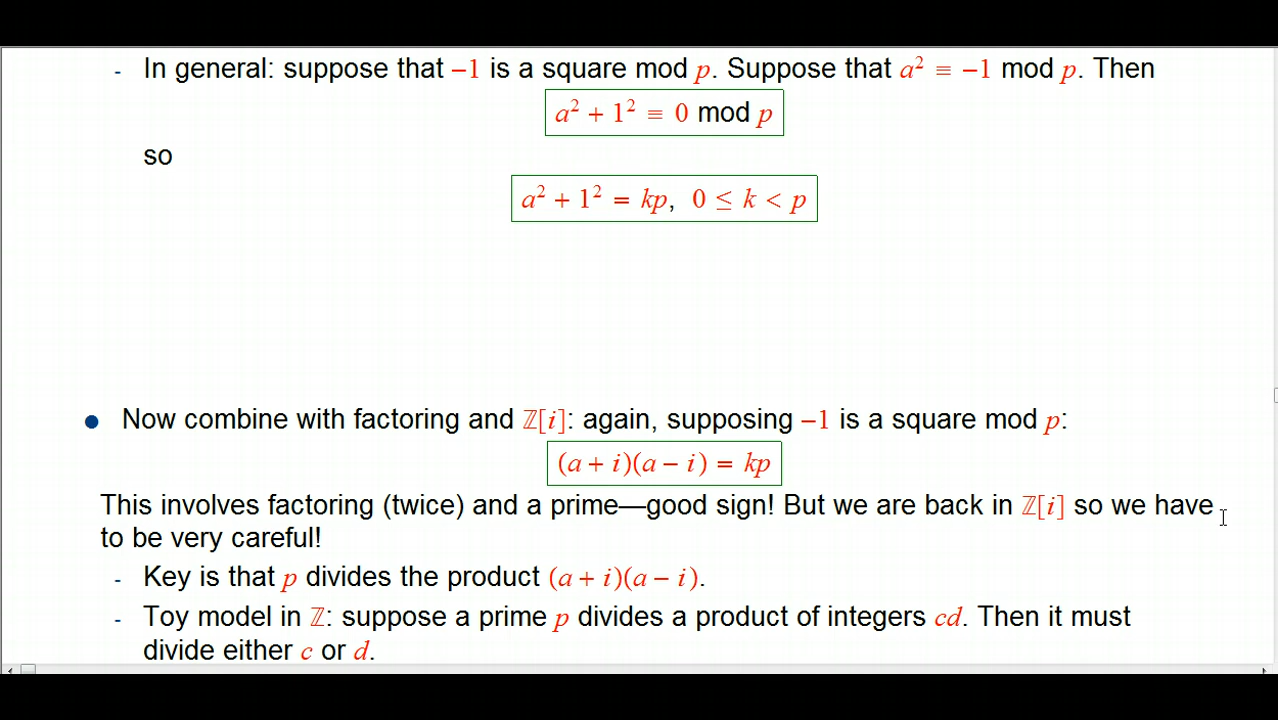 - In general: suppose that −1 is a square mod p. Suppose that a² ≡ −1 mod p. Then
a² + 1² ≡ 0 mod p
so
a² + 1² = kp, 0 ≤ k < p
● Now combine with factoring and ℤ[i]: again, supposing −1 is a square mod p:
(a + i)(a − i) = kp
This involves factoring (twice) and a prime—good sign! But we are back in ℤ[i] so we have
to be very careful!
- Key is that p divides the product (a + i)(a − i).
- Toy model in ℤ: suppose a prime p divides a product of integers cd. Then it must
divide either c or d.